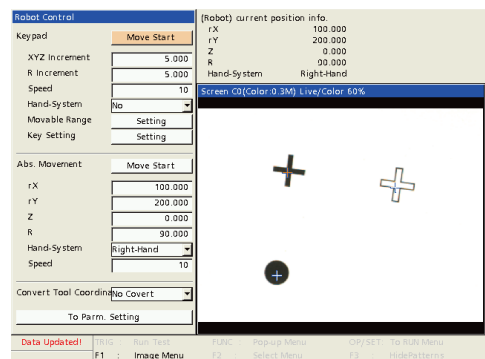 Robot Control
Keypad Move Start
XYZ Increment 5.000
R Increment 5.000
Speed 10
Hand-System No
Movable Range Setting
Key Setting Setting
Abs. Movement Move Start
rX 100.000
rY 200.000
Z 0.000
R 90.000
Hand-System Right-Hand
Speed 10
Convert Tool Coordina No Covert
To Parm. Setting
(Robot) current position info.
rX 100.000
rY 200.000
Z 0.000
R 90.000
Hand-System Right-Hand
Screen C0(Color:0.3M) Live/Color 60%
Data Updated! TRIG : Run Test FUNC : Pop-up Menu OP/SET : To RUN Menu
F1 : Image Menu F2 : Select Menu F3 : HidePatterns